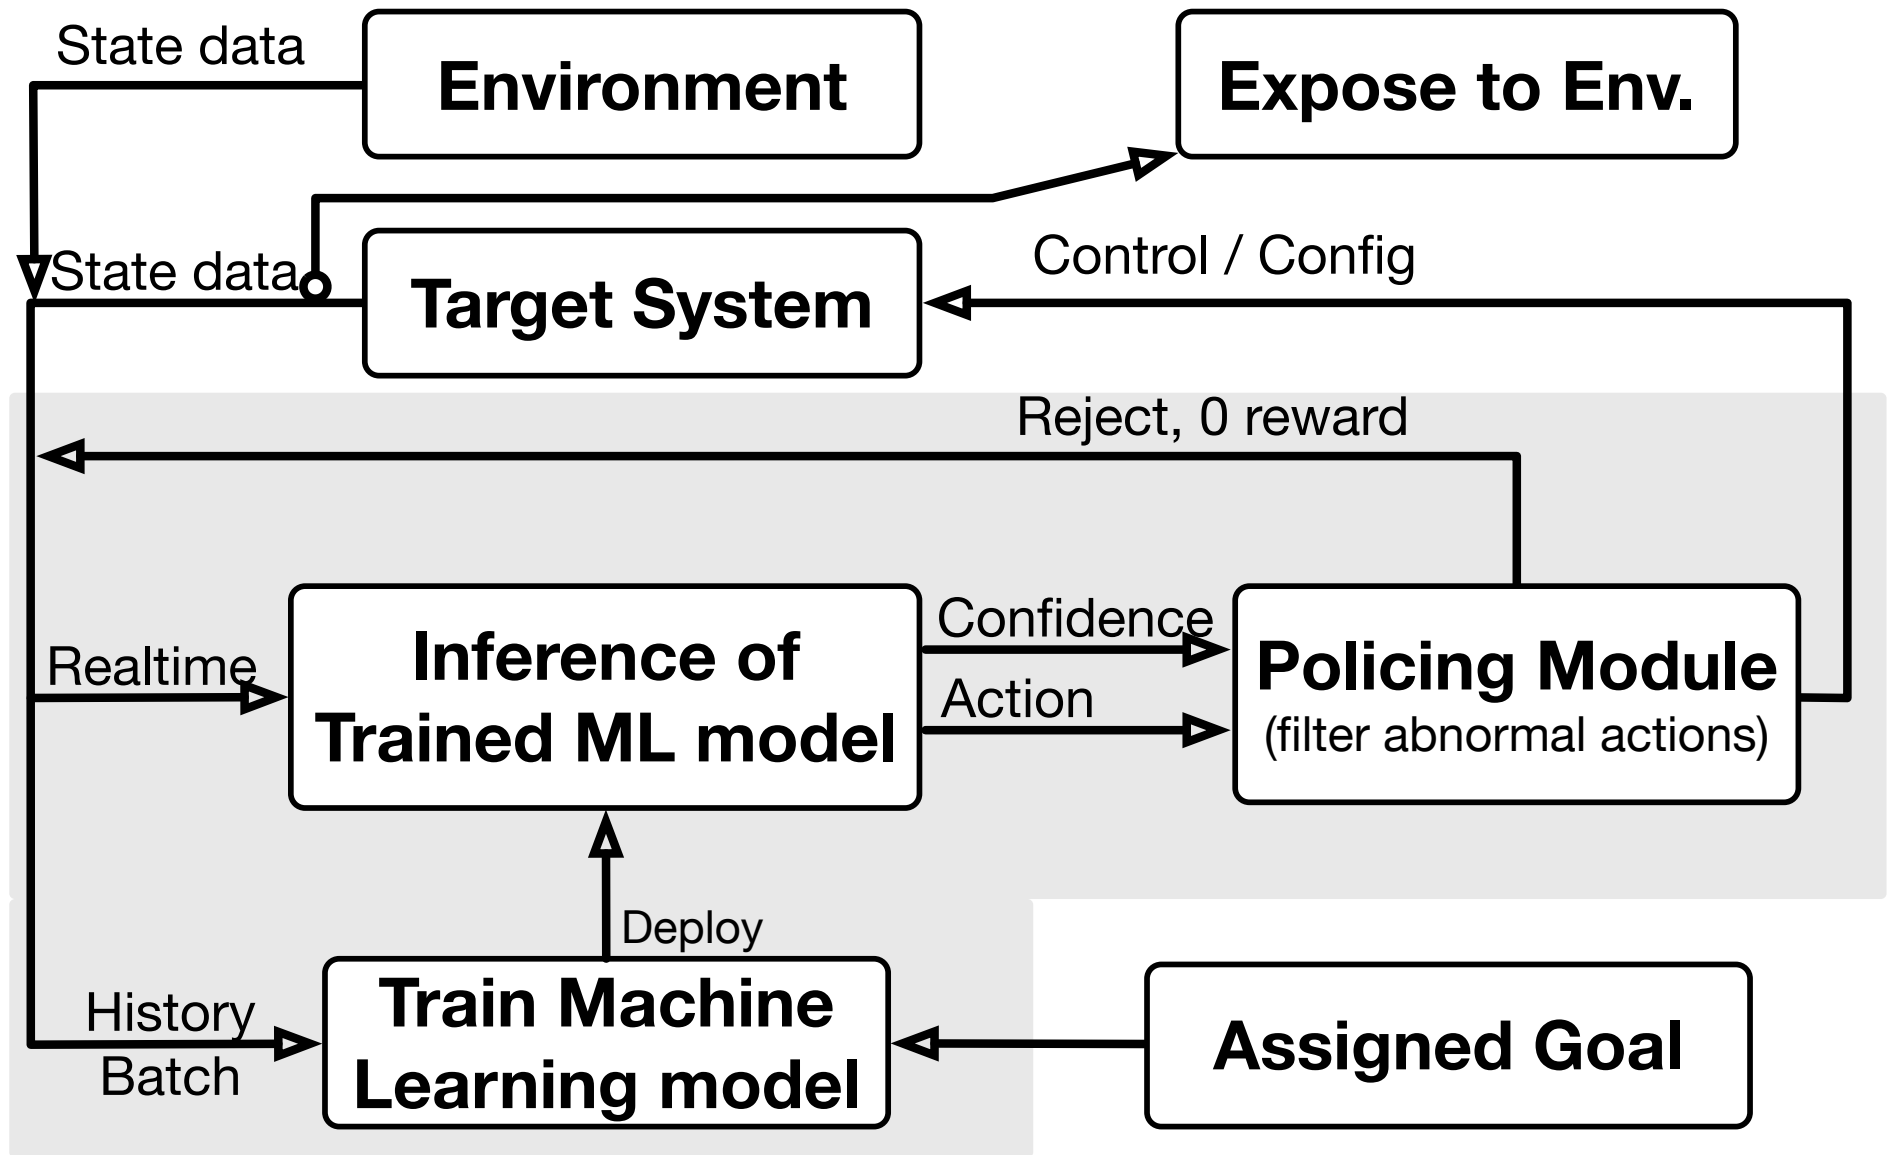 State data
Environment
Expose to Env.
State data
Target System
Control / Config
Reject, 0 reward
Realtime
Inference of
Trained ML model
Confidence
Action
Policing Module
(filter abnormal actions)
Deploy
History
Batch
Train Machine
Learning model
Assigned Goal